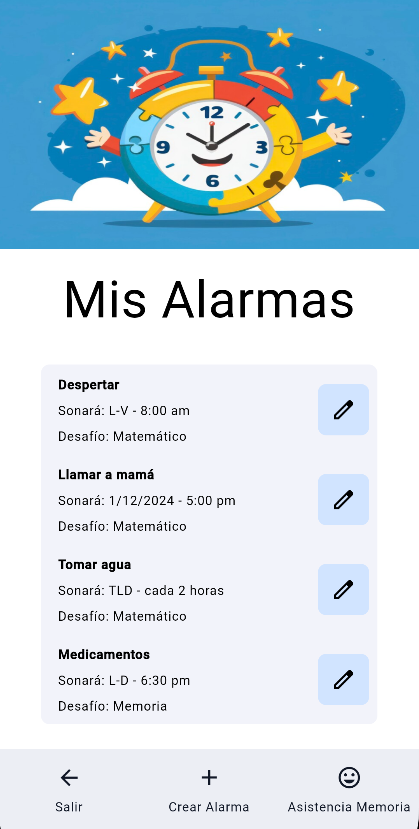 12
9
3
6
Mis Alarmas
Despertar
Sonará: L-V - 8:00 am
Desafío: Matemático
Llamar a mamá
Sonará: 1/12/2024 - 5:00 pm
Desafío: Matemático
Tomar agua
Sonará: TLD - cada 2 horas
Desafío: Matemático
Medicamentos
Sonará: L-D - 6:30 pm
Desafío: Memoria
Salir
Crear Alarma
Asistencia Memoria